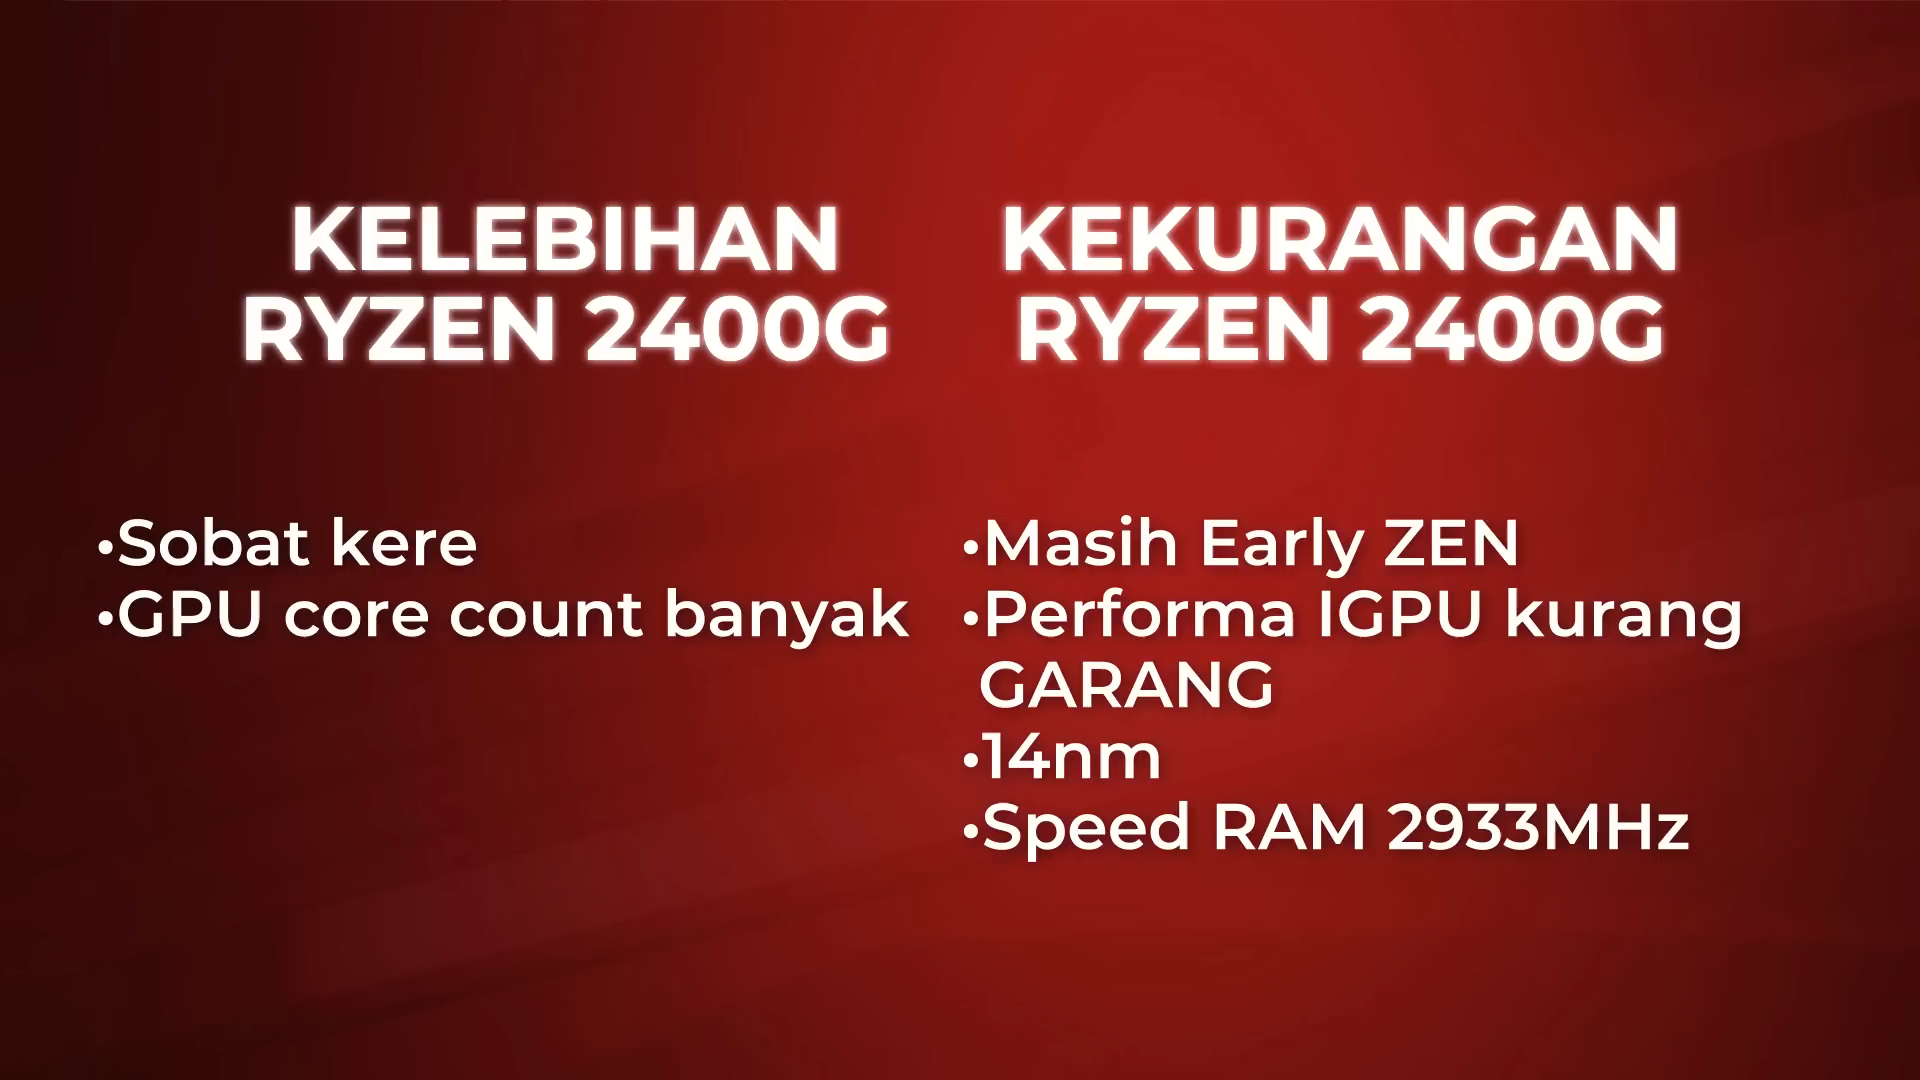 KELEBIHAN
RYZEN 2400G
•Sobat kere
•GPU core count banyak
KEKURANGAN
RYZEN 2400G
•Masih Early ZEN
•Performa IGPU kurang
GARANG
•14nm
•Speed RAM 2933MHz